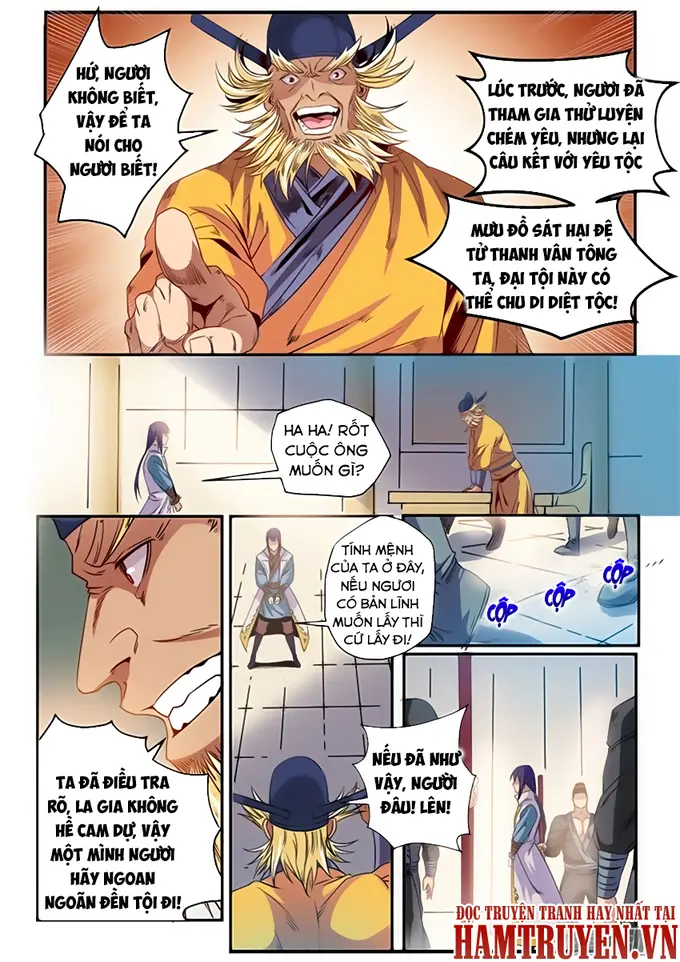 HỨ, NGƯƠI
KHÔNG BIẾT,
VẬY ĐỂ TA
NÓI CHO
NGƯƠI BIẾT!
LÚC TRƯỚC, NGƯƠI ĐÃ
THAM GIA THỬ LUYỆN
CHÉM YÊU, NHƯNG LẠI
CÂU KẾT VỚI YÊU TỘC
MƯU ĐỒ SÁT HẠI ĐỆ
TỬ THANH VÂN TÔNG
TA, ĐẠI TỘI NÀY CÓ
THỂ CHU DI DIỆT TỘC!
HA HA! RỐT
CUỘC ÔNG
MUỐN GÌ?
TÍNH MỆNH
CỦA TA Ở ĐÂY,
NẾU NGƯƠI
CÓ BẢN LĨNH
MUỐN LẤY THÌ
CỨ LẤY ĐI!
CỘP
CỘP
CỘP
TA ĐÃ ĐIỀU TRA
RÕ, LA GIA KHÔNG
HỀ CAM DỰ, VẬY
MỘT MÌNH NGƯƠI
HÃY NGOAN
NGOÃN ĐỀN TỘI ĐI!
NẾU ĐÃ NHƯ
VẬY, NGƯỜI
ĐÂU! LÊN!
ĐỌC TRUYỆN TRANH HAY NHẤT TẠI
HAMTRUYEN.VN